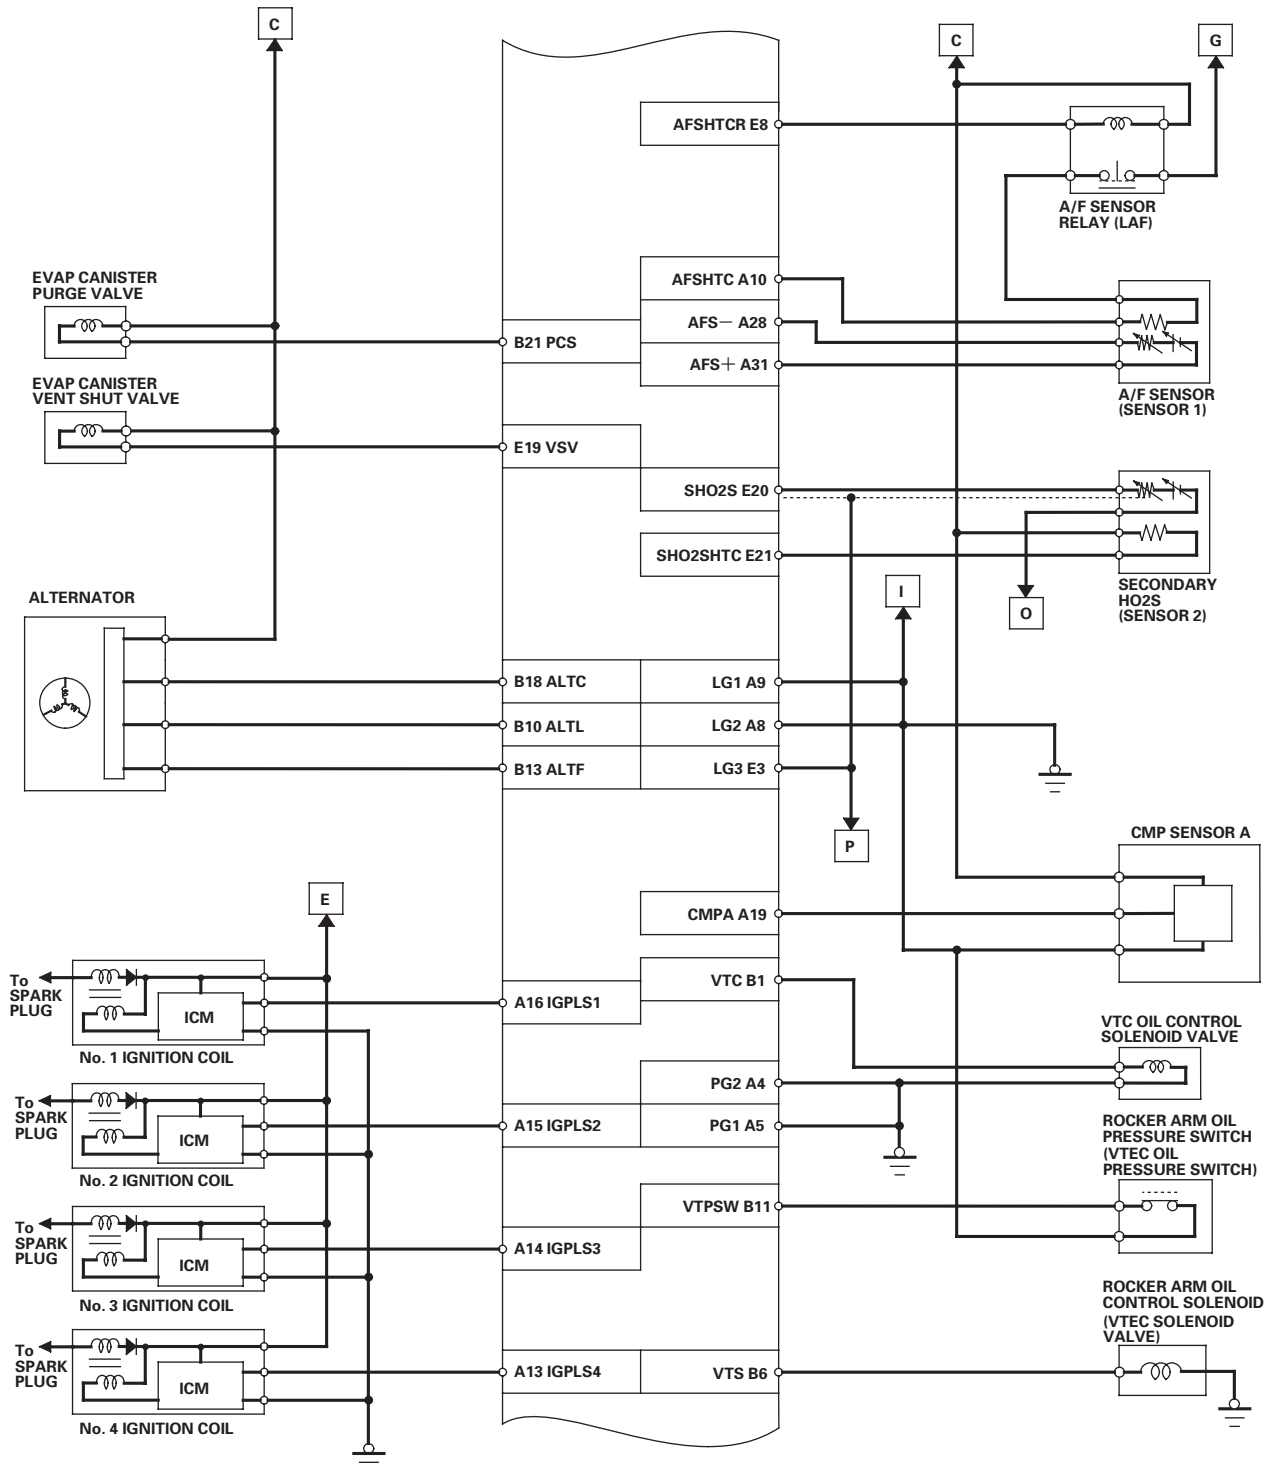 C
C
G
AFSHTCR E8
A/F SENSOR
RELAY (LAF)
EVAP CANISTER
PURGE VALVE
AFSHTC A10
AFS— A28
AFS+ A31
B21 PCS
A/F SENSOR
(SENSOR 1)
EVAP CANISTER
VENT SHUT VALVE
E19 VSV
SHO2S E20
SHO2SHTC E21
SECONDARY
HO2S
(SENSOR 2)
I
O
ALTERNATOR
B18 ALTC
LG1 A9
B10 ALTL
LG2 A8
B13 ALTF
LG3 E3
P
CMP SENSOR A
E
CMPA A19
To
SPARK
PLUG
ICM
No. 1 IGNITION COIL
A16 IGPLS1
VTC B1
VTC OIL CONTROL
SOLENOID VALVE
To
SPARK
PLUG
ICM
No. 2 IGNITION COIL
A15 IGPLS2
PG2 A4
PG1 A5
ROCKER ARM OIL
PRESSURE SWITCH
(VTEC OIL
PRESSURE SWITCH)
To
SPARK
PLUG
ICM
No. 3 IGNITION COIL
A14 IGPLS3
VTPSW B11
ROCKER ARM OIL
CONTROL SOLENOID
(VTEC SOLENOID
VALVE)
To
SPARK
PLUG
ICM
No. 4 IGNITION COIL
A13 IGPLS4
VTS B6